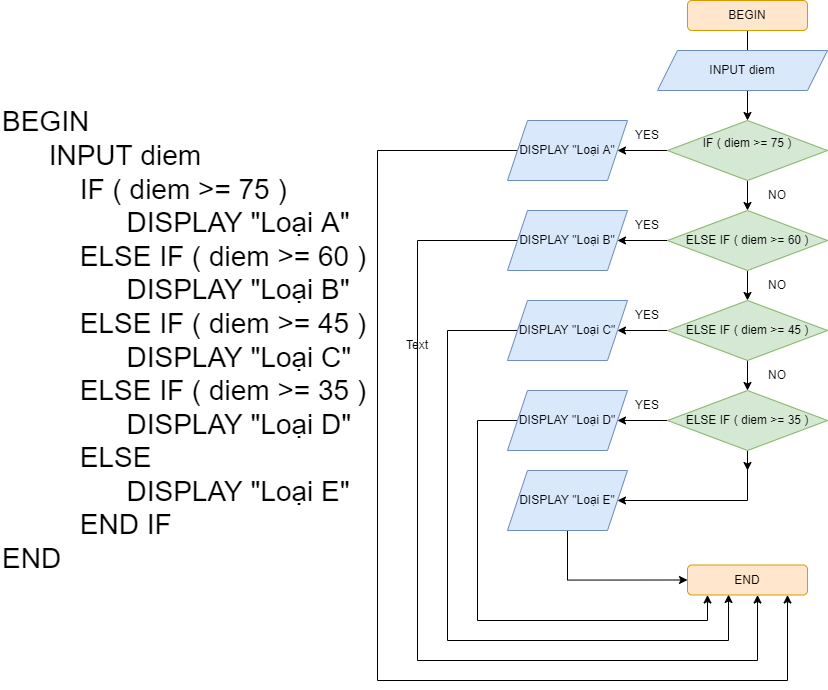 BEGIN
INPUT diem
IF ( diem >= 75 )
DISPLAY "Loại A"
ELSE IF ( diem >= 60 )
DISPLAY "Loại B"
ELSE IF ( diem >= 45 )
DISPLAY "Loại C"
ELSE IF ( diem >= 35 )
DISPLAY "Loại D"
ELSE
DISPLAY "Loại E"
END IF
END
BEGIN
INPUT diem
IF ( diem >= 75 )
YES
DISPLAY "Loại A"
NO
ELSE IF ( diem >= 60 )
YES
DISPLAY "Loại B"
NO
ELSE IF ( diem >= 45 )
YES
DISPLAY "Loại C"
Text
NO
ELSE IF ( diem >= 35 )
YES
DISPLAY "Loại D"
DISPLAY "Loại E"
END